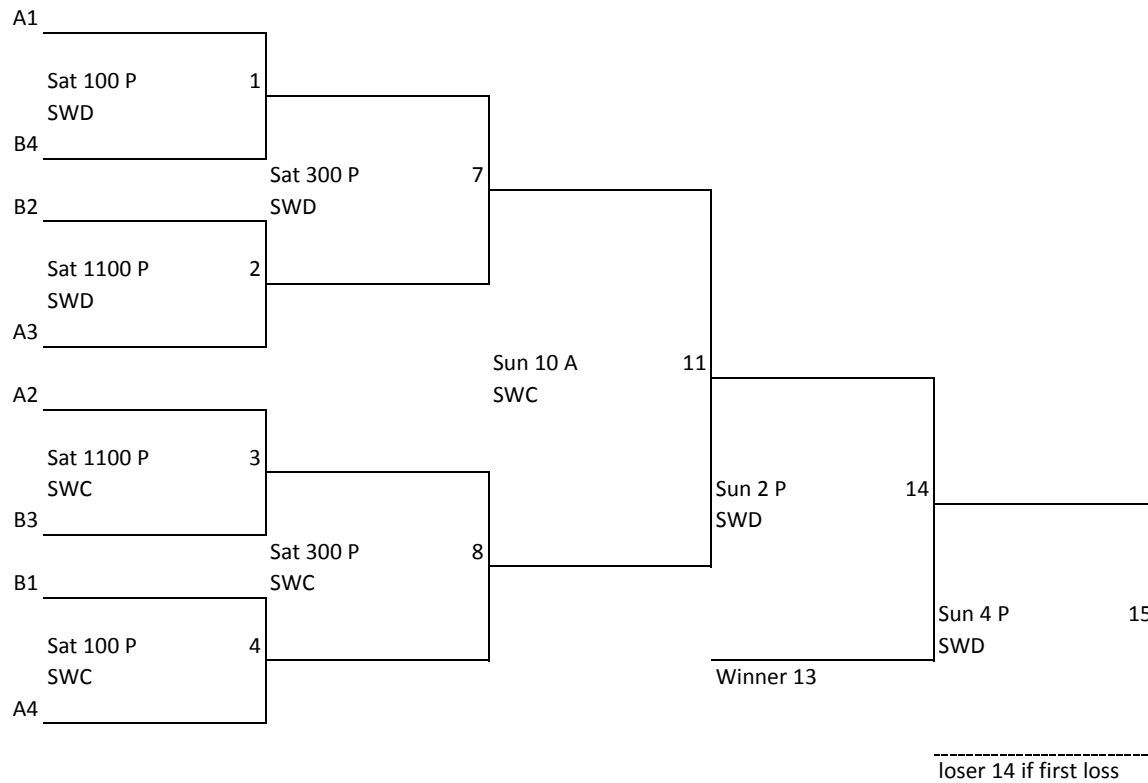 A1
Sat 100 P 1
SWD
B4
Sat 300 P 7
B2 SWD
Sat 1100 P 2
SWD
A3
Sun 10 A 11
A2 SWC
Sat 1100 P 3
SWC Sun 2 P 14
B3 SWD
Sat 300 P 8
B1 SWC
Sun 4 P 15
Sat 100 P 4 SWD
SWC Winner 13
A4
loser 14 if first loss